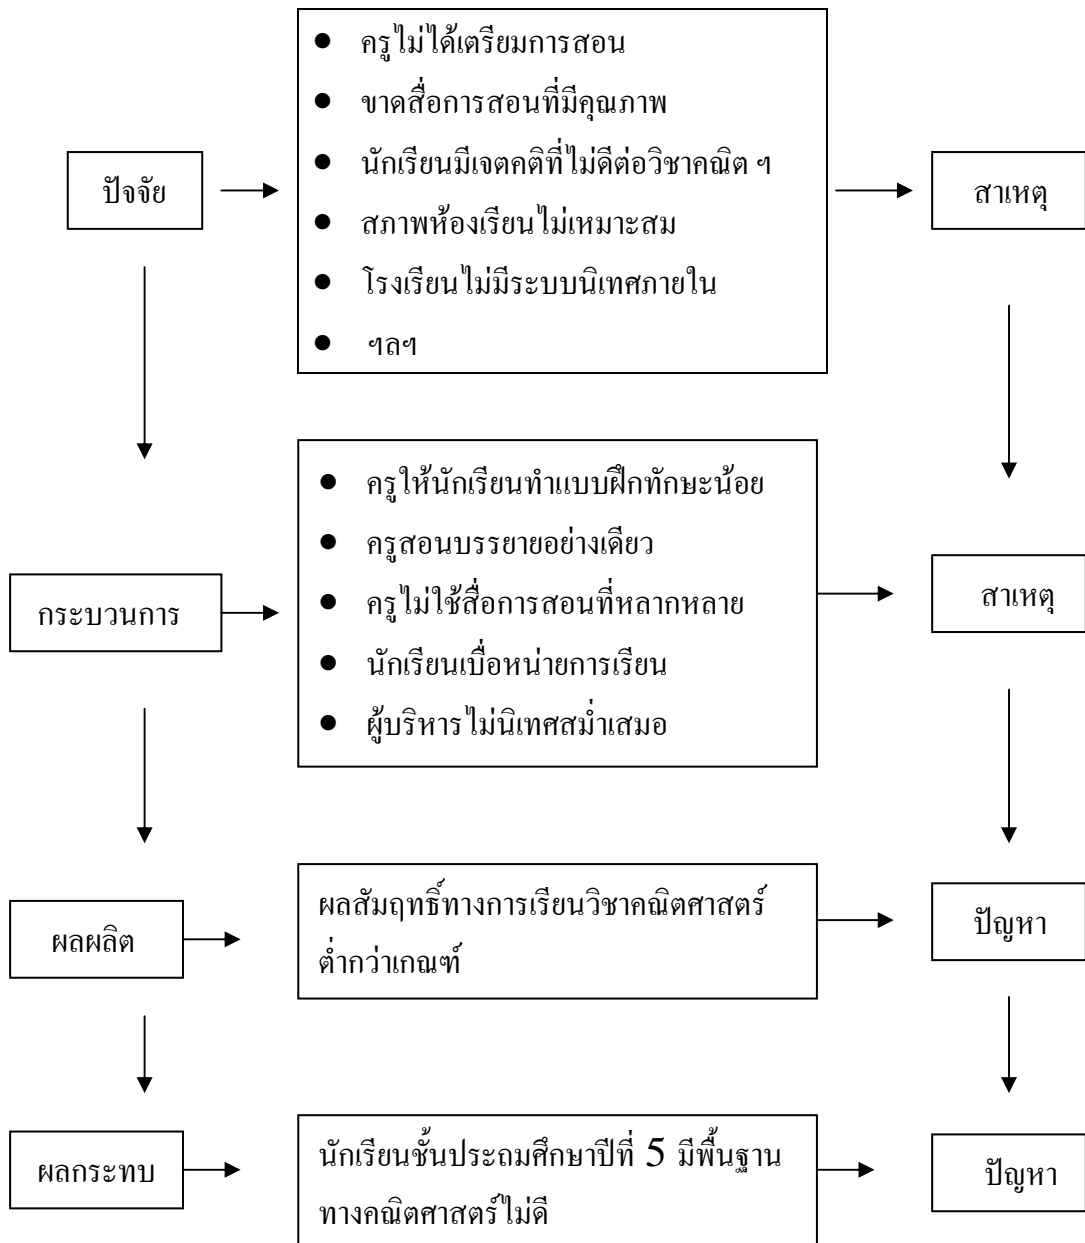 ปัจจัย
● ครูไม่ได้เตรียมการสอน
● ขาดสื่อการสอนที่มีคุณภาพ
● นักเรียนมีเจตคติที่ไม่ดีต่อวิชาคณิต ฯ
● สภาพห้องเรียนไม่เหมาะสม
● โรงเรียนไม่มีระบบนิเทศภายใน
● ฯลฯ
สาเหตุ
กระบวนการ
● ครูให้นักเรียนทำแบบฝึกทักษะน้อย
● ครูสอนบรรยายอย่างเดียว
● ครูไม่ใช้สื่อการสอนที่หลากหลาย
● นักเรียนเบื่อหน่ายการเรียน
● ผู้บริหารไม่นิเทศสม่ำเสมอ
สาเหตุ
ผลผลิต
ผลสัมฤทธิ์ทางการเรียนวิชาคณิตศาสตร์
ต่ำกว่าเกณฑ์
ปัญหา
ผลกระทบ
นักเรียนชั้นประถมศึกษาปีที่ 5 มีพื้นฐาน
ทางคณิตศาสตร์ไม่ดี
ปัญหา